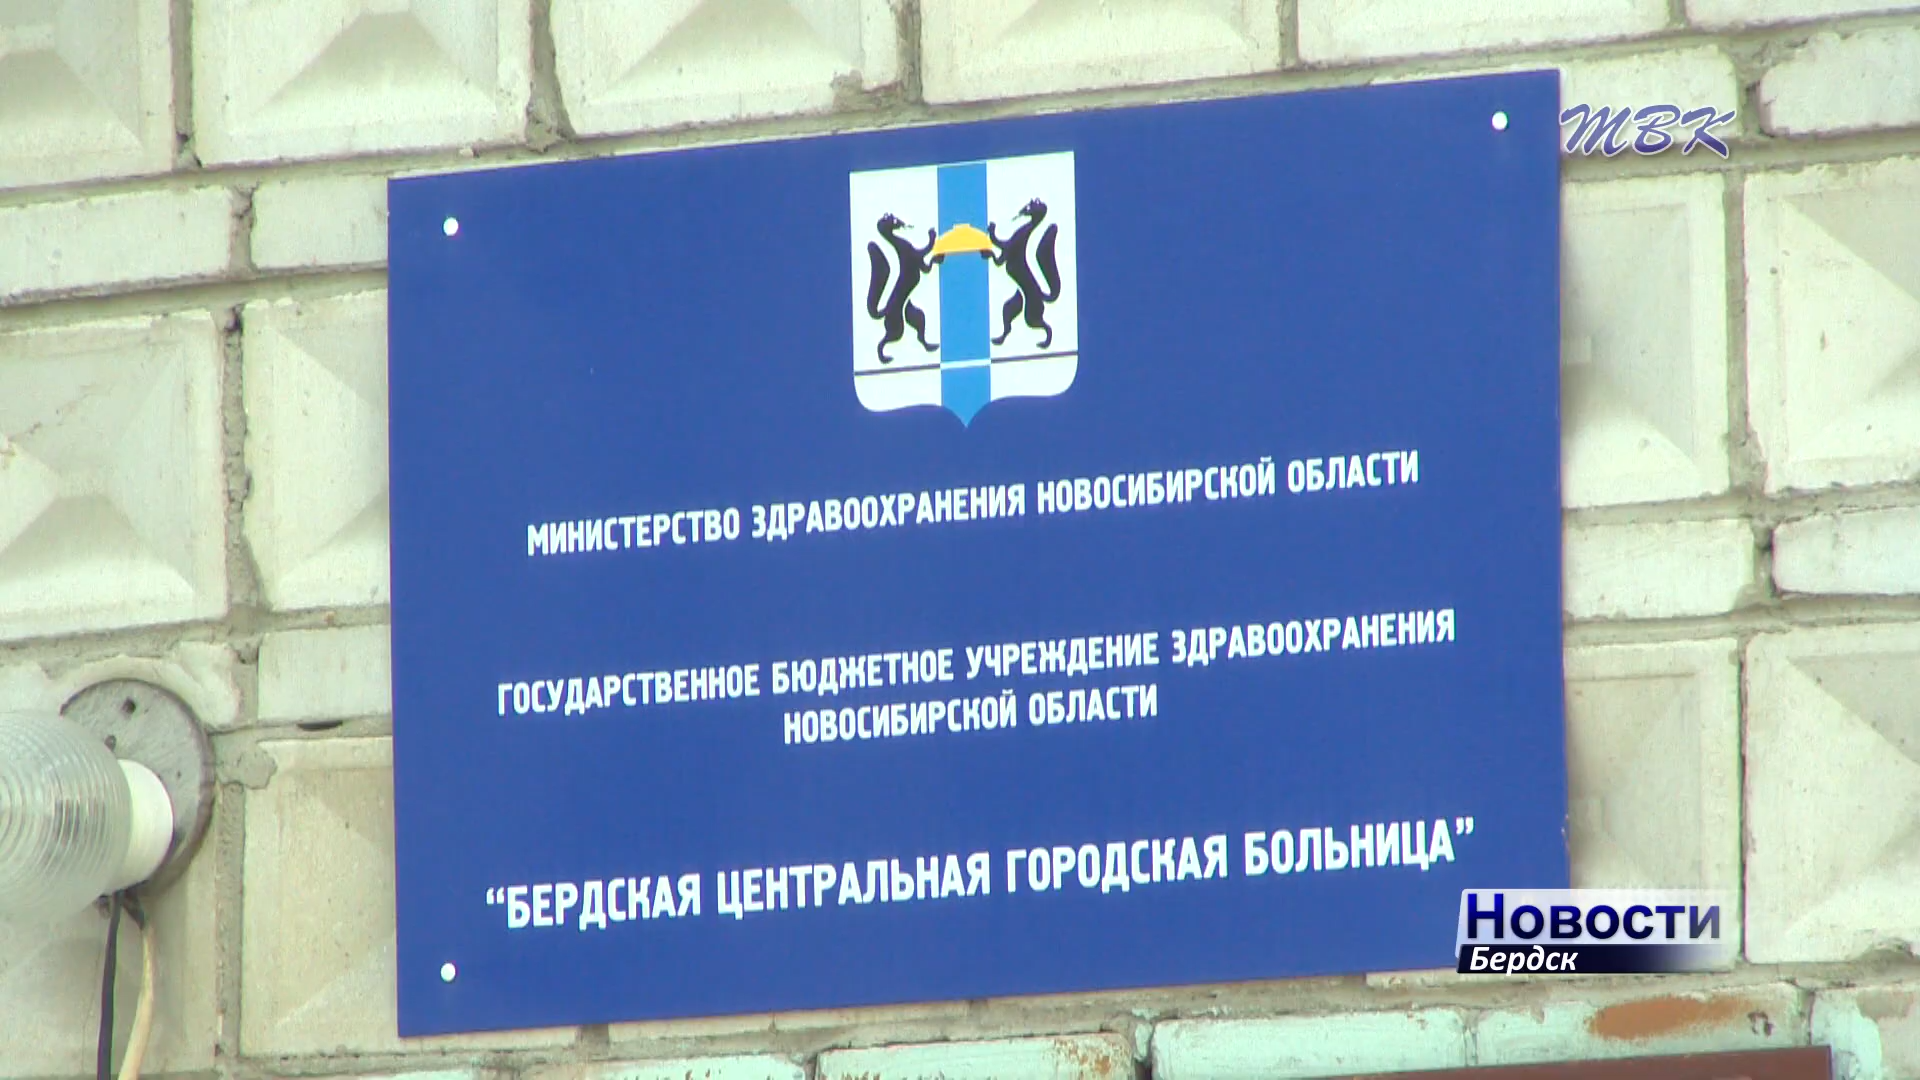 ТВК
МИНИСТЕРСТВО ЗДРАВООХРАНЕНИЯ НОВОСИБИРСКОЙ ОБЛАСТИ
ГОСУДАРСТВЕННОЕ БЮДЖЕТНОЕ УЧРЕЖДЕНИЕ ЗДРАВООХРАНЕНИЯ
НОВОСИБИРСКОЙ ОБЛАСТИ
“БЕРДСКАЯ ЦЕНТРАЛЬНАЯ ГОРОДСКАЯ БОЛЬНИЦА”
Новости
Бердск